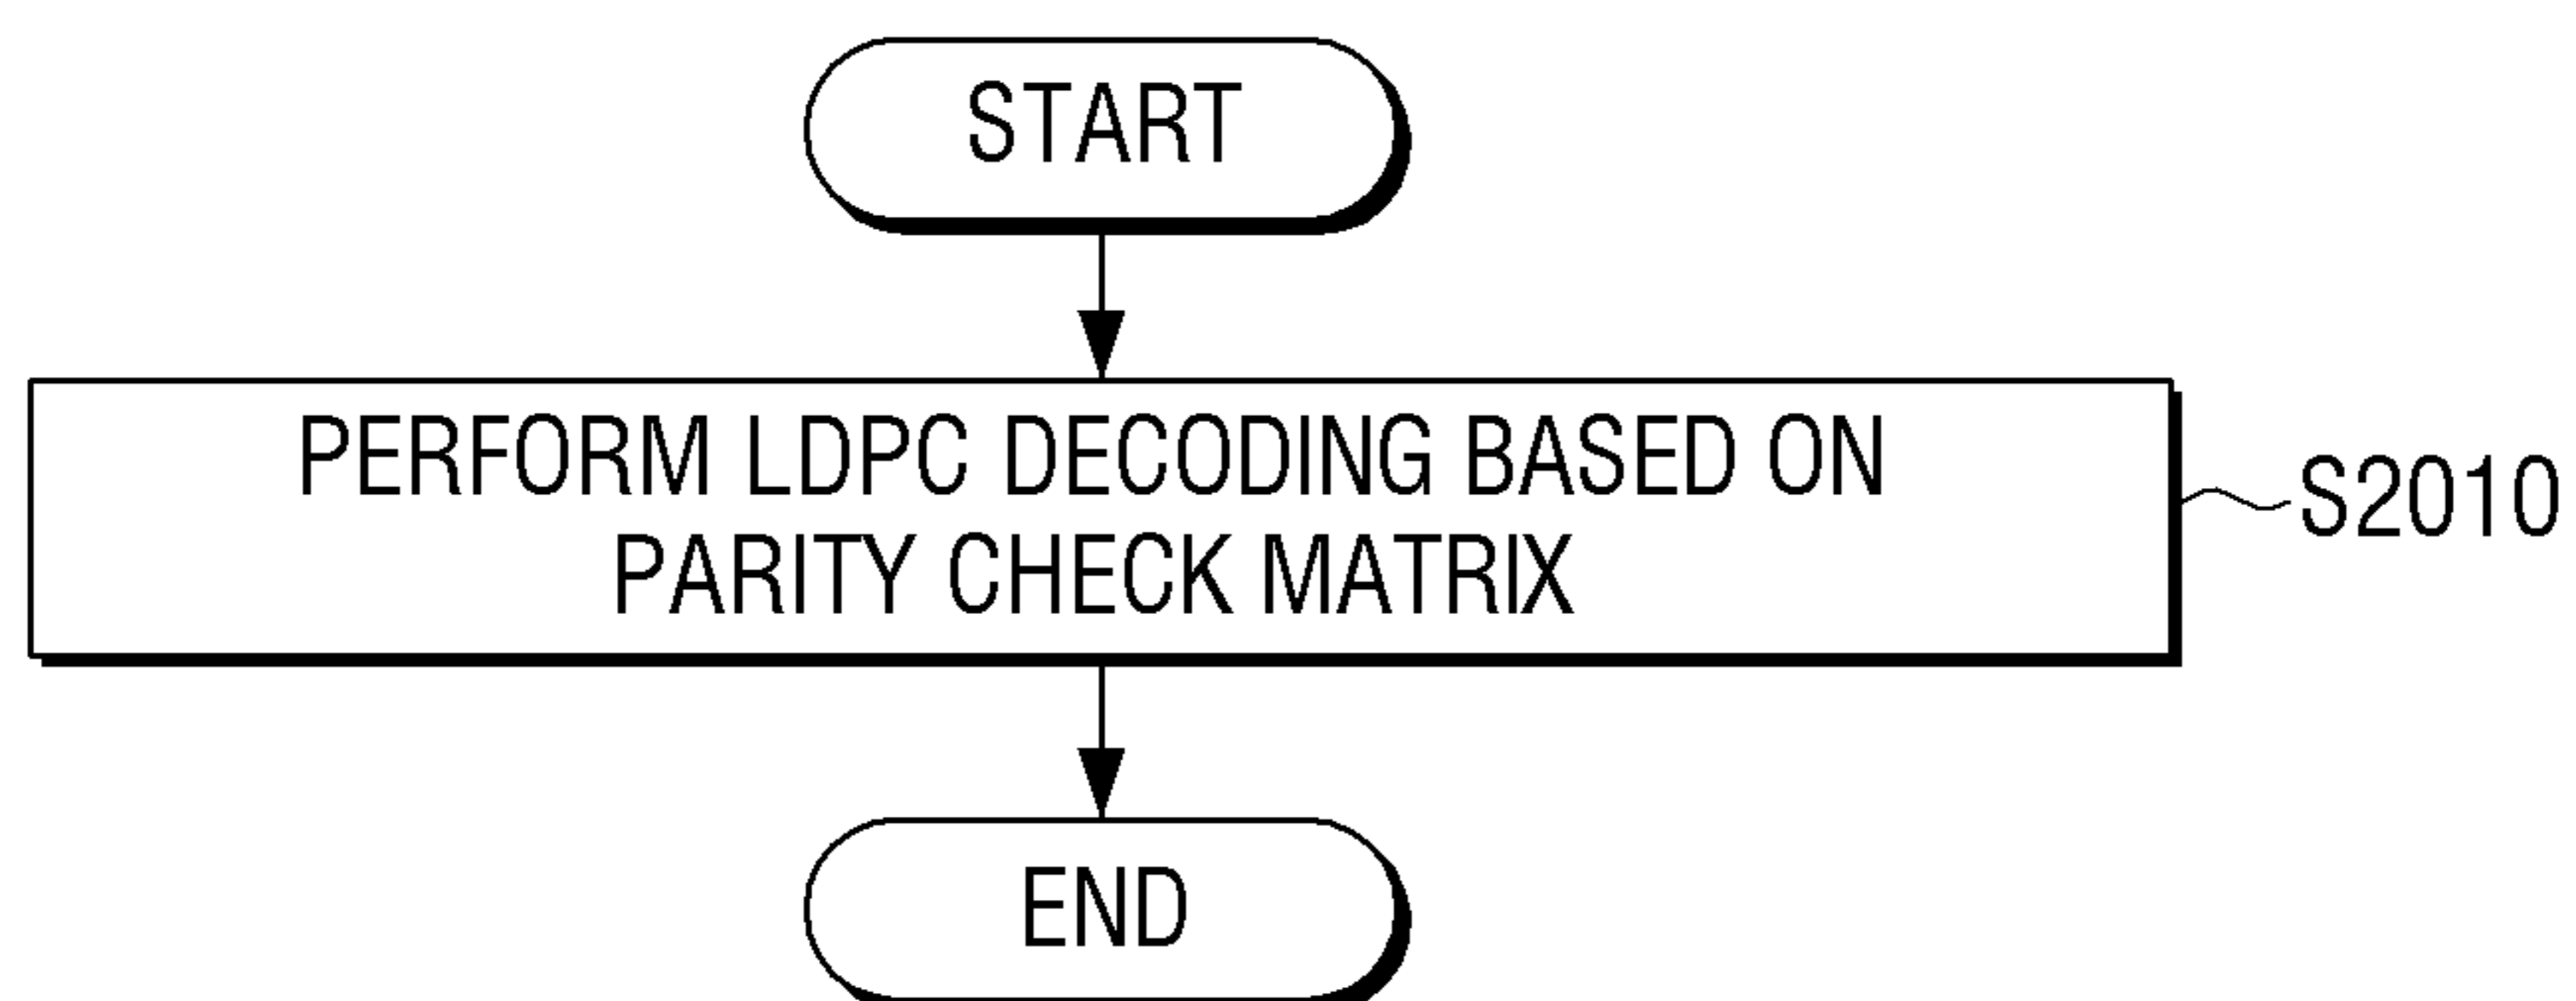 START
PERFORM LDPC DECODING BASED ON
PARITY CHECK MATRIX
S2010
END